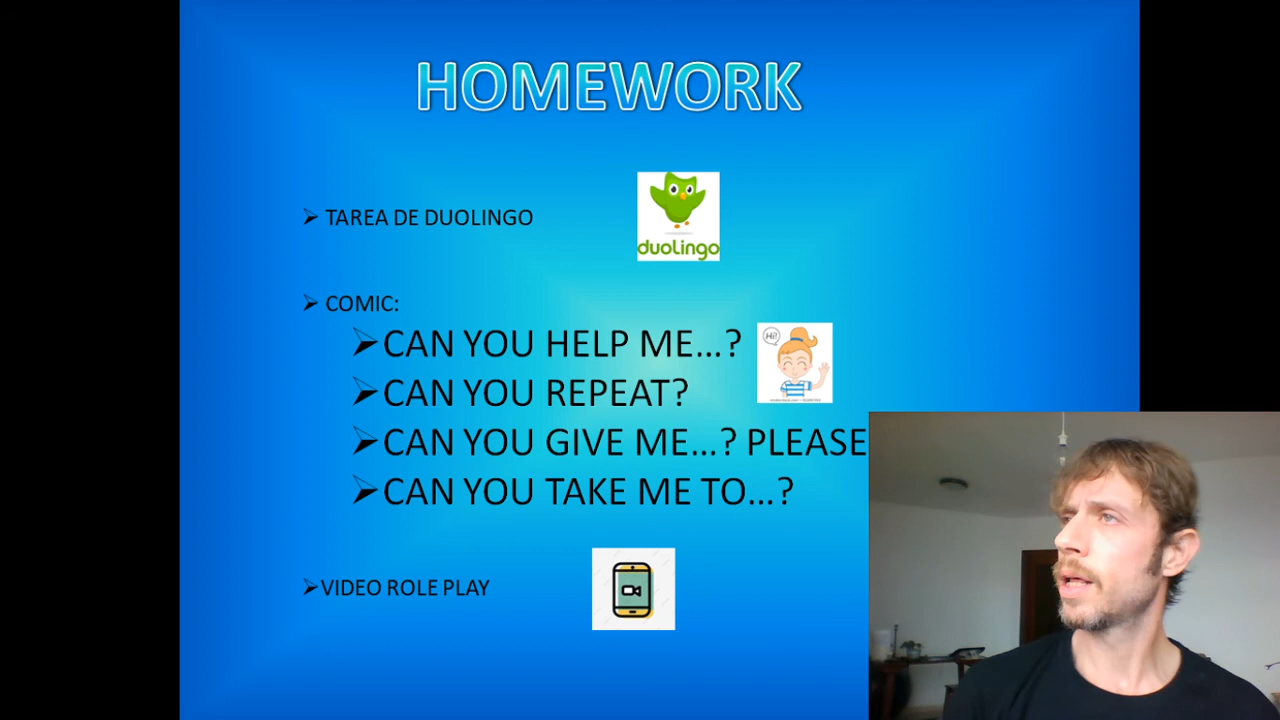 HOMEWORK
TAREA DE DUOLINGO
duolingo
COMIC:
CAN YOU HELP ME...?
Hi!
CAN YOU REPEAT?
CAN YOU GIVE ME...? PLEASE
CAN YOU TAKE ME TO...?
VIDEO ROLE PLAY